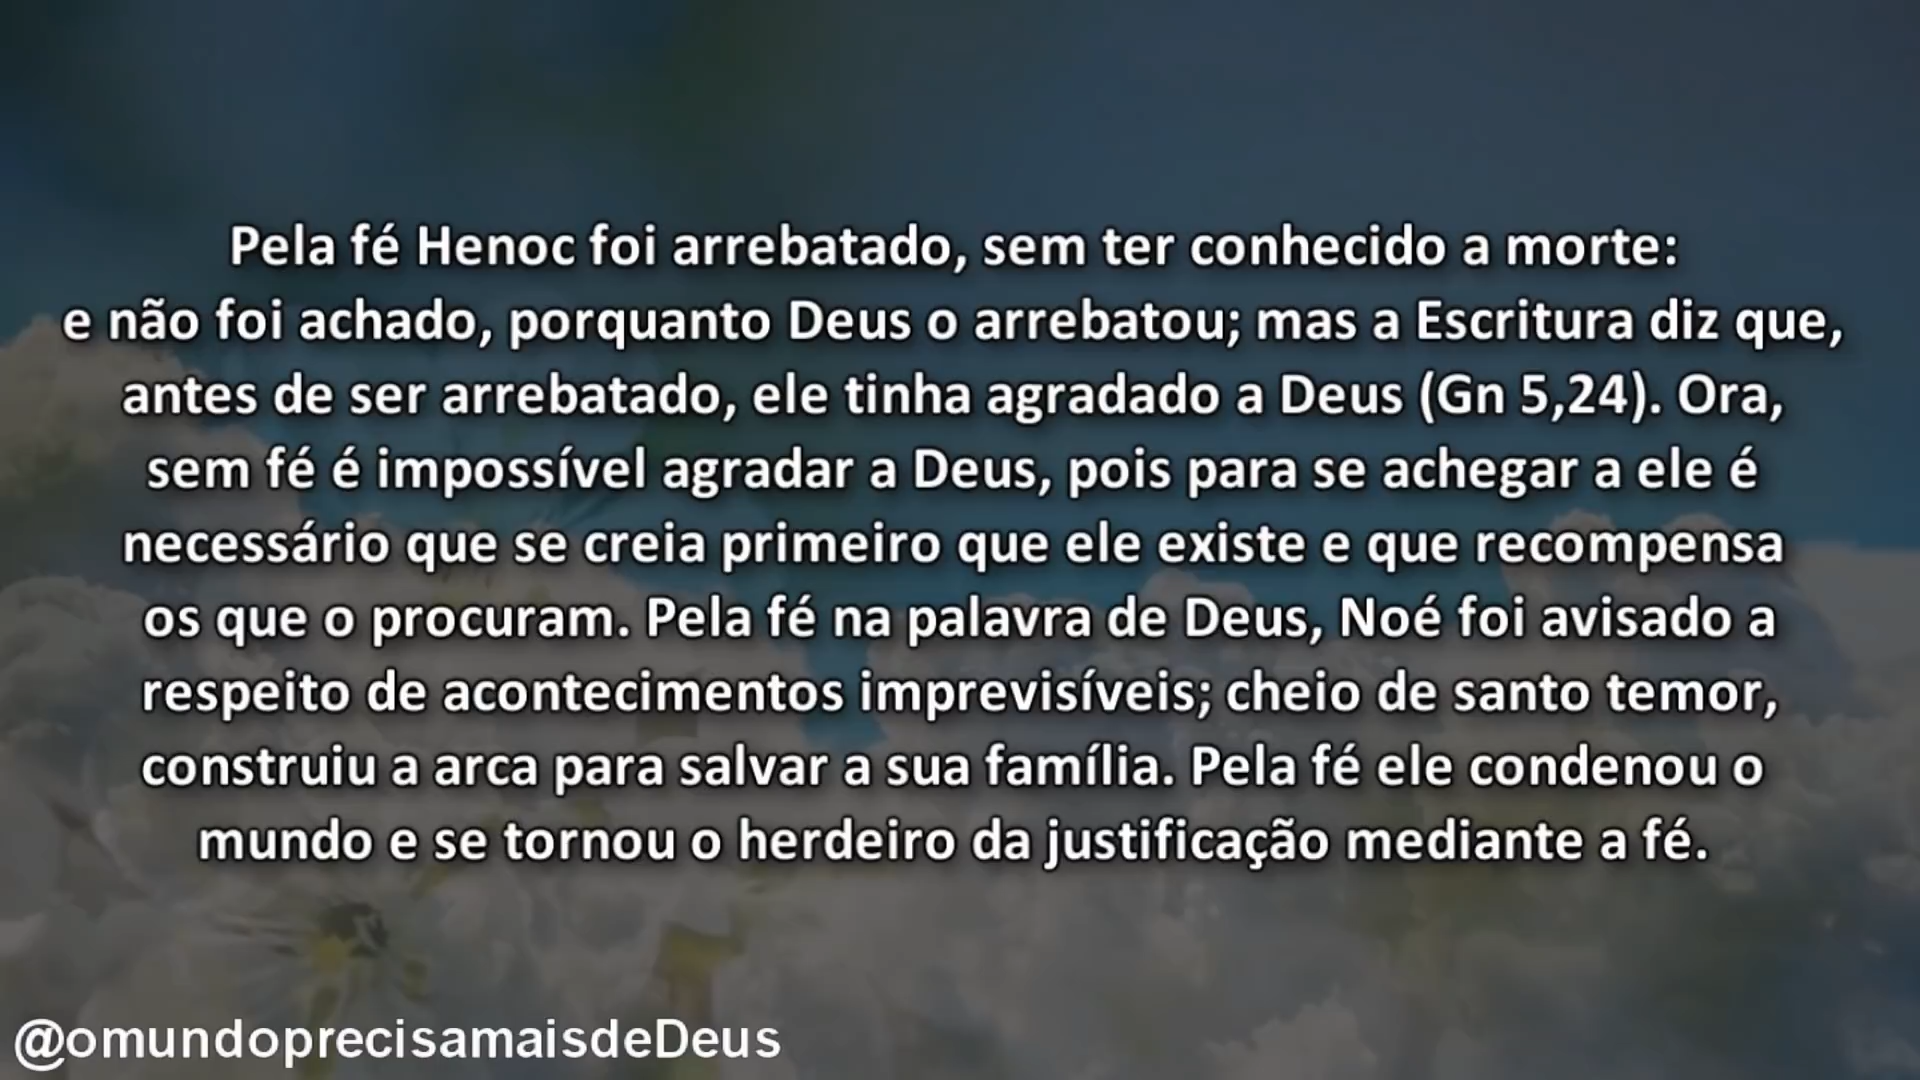 Pela fé Henoc foi arrebatado, sem ter conhecido a morte:
e não foi achado, porquanto Deus o arrebatou; mas a Escritura diz que,
antes de ser arrebatado, ele tinha agradado a Deus (Gn 5,24). Ora,
sem fé é impossível agradar a Deus, pois para se achegar a ele é
necessário que se creia primeiro que ele existe e que recompensa
os que o procuram. Pela fé na palavra de Deus, Noé foi avisado a
respeito de acontecimentos imprevisíveis; cheio de santo temor,
construiu a arca para salvar a sua família. Pela fé ele condenou o
mundo e se tornou o herdeiro da justificação mediante a fé.
@omundoprecisamaisdeDeus